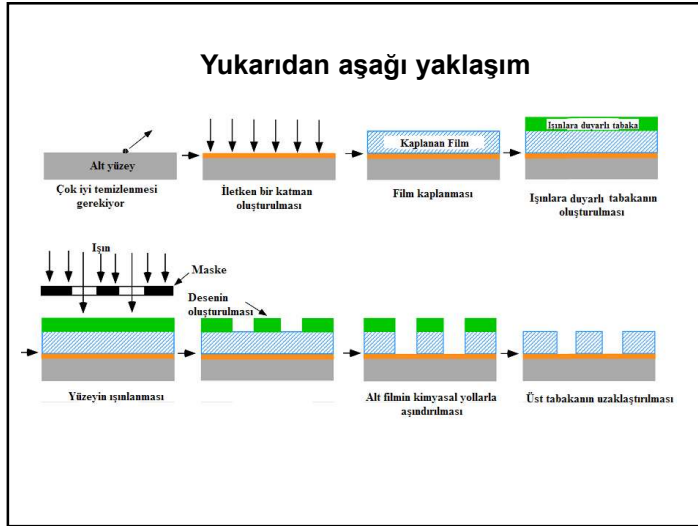 Yukarıdan aşağı yaklaşım
Alt yüzey
Çok iyi temizlenmesi
gerekiyor
İletken bir katman
oluşturulması
Kaplanan Film
Film kaplanması
Işınlara duyarlı tabaka
Işınlara duyarlı tabakanın
oluşturulması
Işın
Maske
Yüzeyin ışınlanması
Desenin
oluşturulması
Alt filmin kimyasal yollarla
aşındırılması
Üst tabakanın uzaklaştırılması